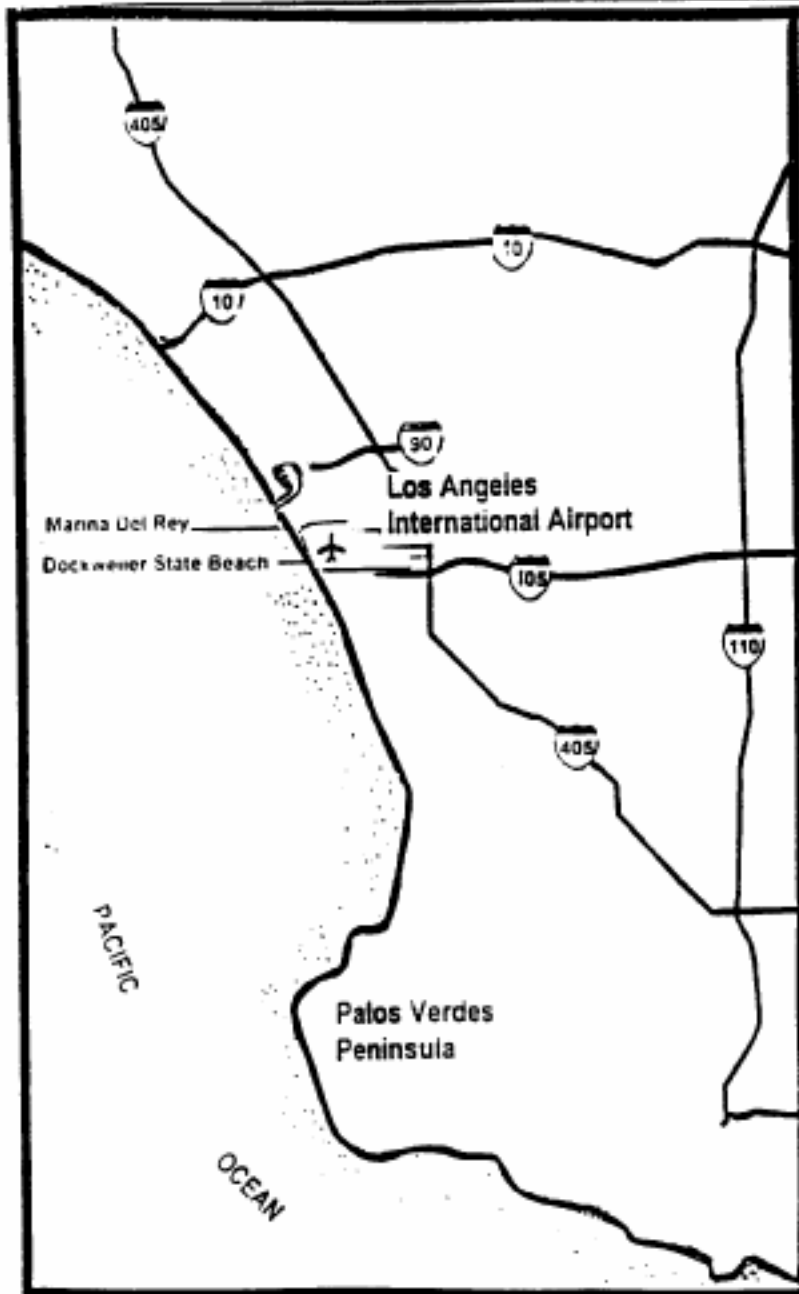 405
10
10
90
Los Angeles
International Airport
Marina Del Rey
Dockweiler State Beach
105
110
405
PACIFIC
OCEAN
Palos Verdes
Peninsula